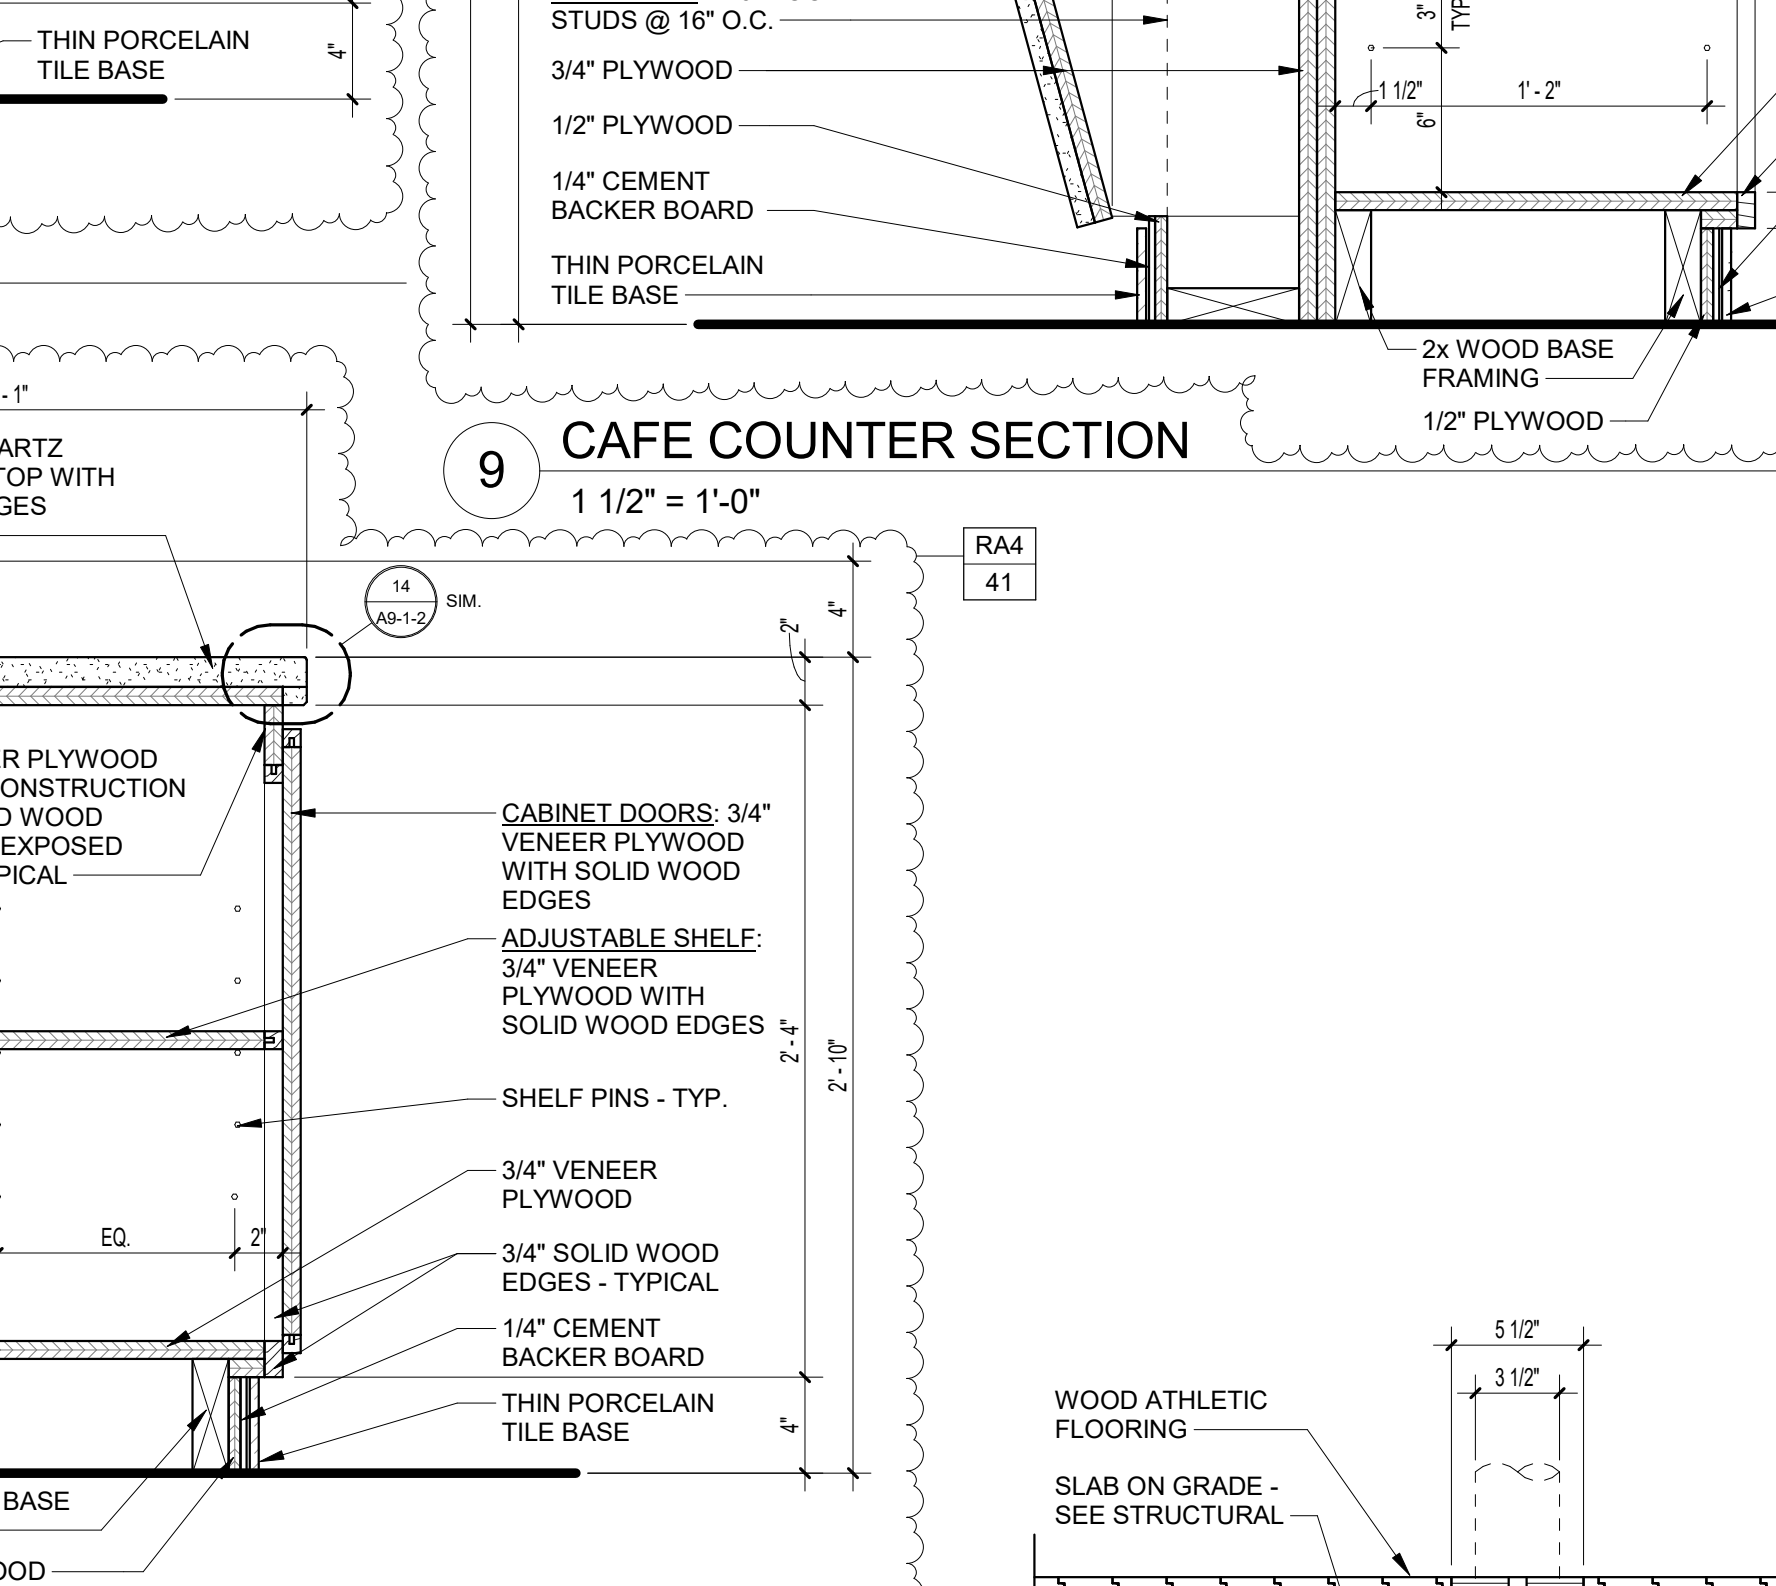 THIN PORCELAIN
TILE BASE
4"
STUDS @ 16" O.C.
3/4" PLYWOOD
1/2" PLYWOOD
1/4" CEMENT
BACKER BOARD
THIN PORCELAIN
TILE BASE
3"
TYP
1 1/2"
1' - 2"
6"
2x WOOD BASE
FRAMING
1/2" PLYWOOD
9
CAFE COUNTER SECTION
1 1/2" = 1'-0"
RA4
41
- 1"
ARTZ
TOP WITH
GES
14
A9-1-2
SIM.
2"
4"
ER PLYWOOD
ONSTRUCTION
D WOOD
EXPOSED
PICAL
CABINET DOORS: 3/4"
VENEER PLYWOOD
WITH SOLID WOOD
EDGES
ADJUSTABLE SHELF:
3/4" VENEER
PLYWOOD WITH
SOLID WOOD EDGES
2' - 4"
2' - 10"
SHELF PINS - TYP.
3/4" VENEER
PLYWOOD
EQ.
2"
3/4" SOLID WOOD
EDGES - TYPICAL
1/4" CEMENT
BACKER BOARD
THIN PORCELAIN
TILE BASE
4"
BASE
OOD
5 1/2"
3 1/2"
WOOD ATHLETIC
FLOORING
SLAB ON GRADE -
SEE STRUCTURAL